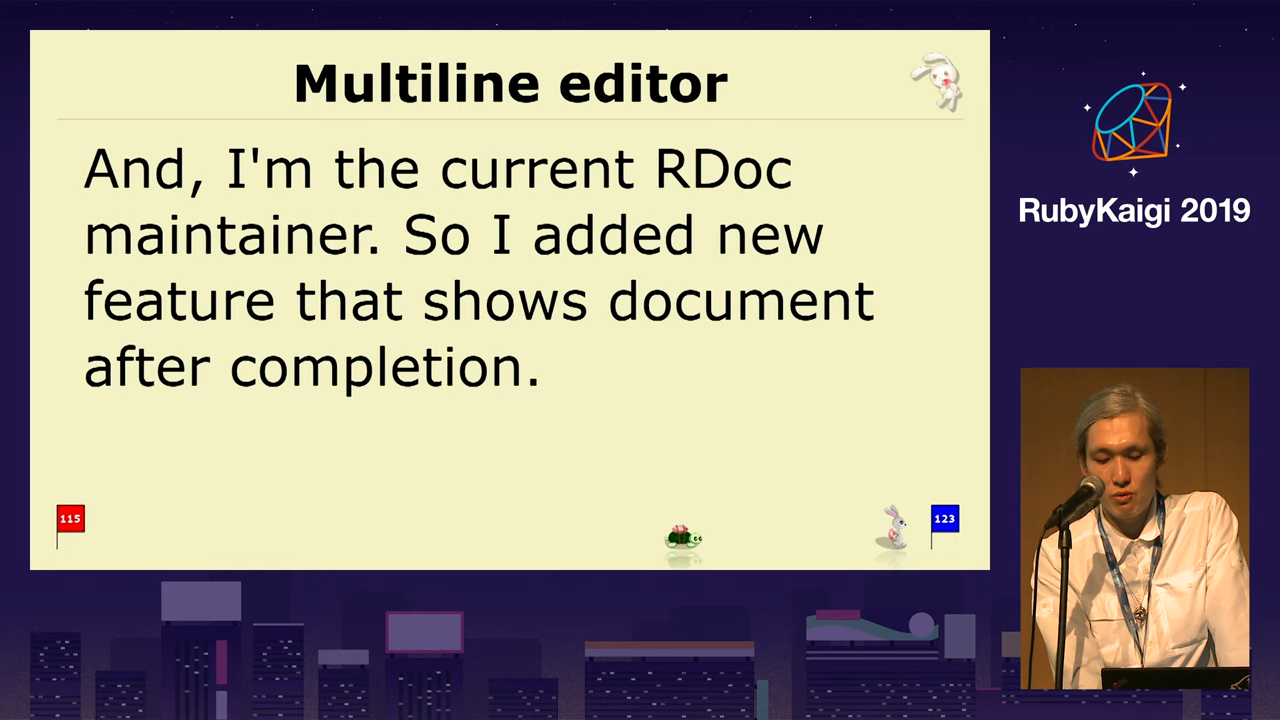 Multiline editor
And, I'm the current RDoc
maintainer. So I added new
feature that shows document
after completion.
115
123
RubyKaigi 2019